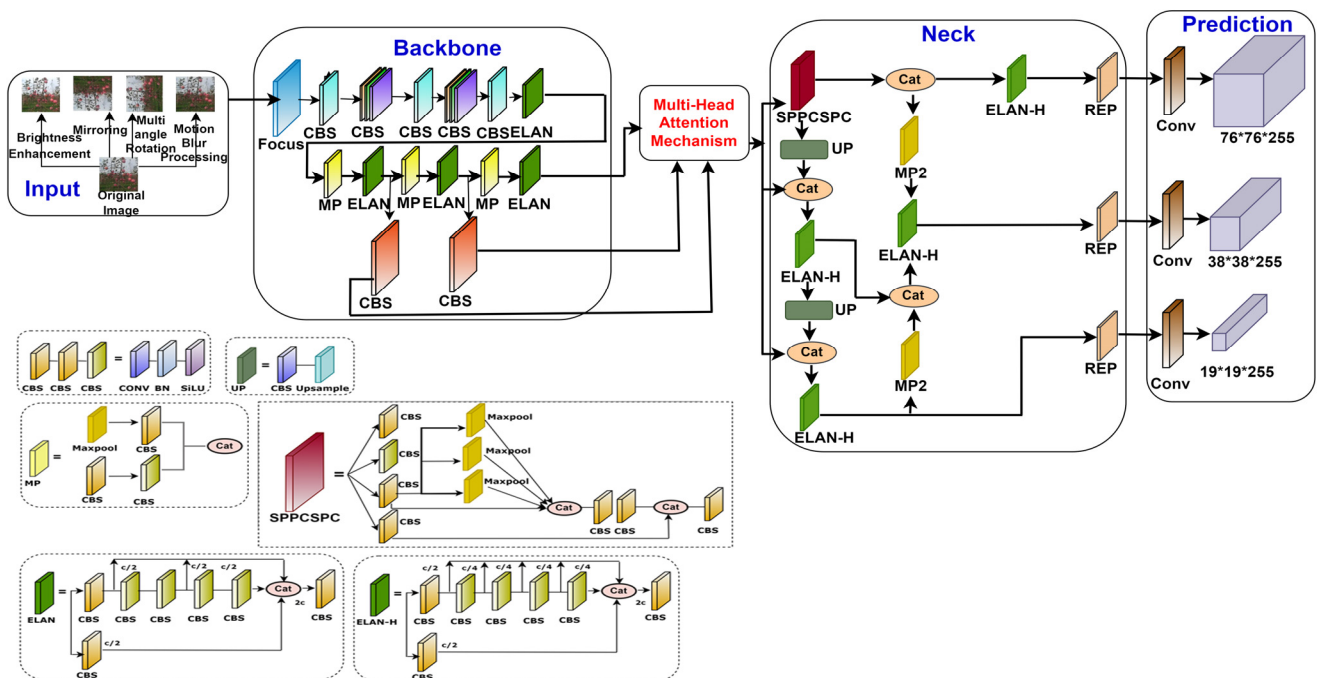 Backbone
Neck
Prediction
Brightness
Enhancement
Mirroring
Multi
angle
Rotation
Motion
Blur
Processing
Input
Original
Image
Focus
CBS
CBS
CBS
CBS
CBS
ELAN
MP
ELAN
MP
ELAN
MP
ELAN
CBS
CBS
Multi-Head
Attention
Mechanism
SPPCSPC
UP
Cat
ELAN-H
UP
Cat
ELAN-H
Cat
MP2
ELAN-H
Cat
MP2
ELAN-H
REP
REP
REP
Conv
76*76*255
Conv
38*38*255
Conv
19*19*255
CBS
CBS
CBS
=
CONV
BN
SiLU
UP
=
CBS
Upsample
MP
=
Maxpool
CBS
CBS
CBS
Cat
SPPCSPC
=
CBS
CBS
CBS
CBS
Maxpool
Maxpool
Maxpool
Cat
CBS
CBS
Cat
CBS
ELAN
=
c/2
c/2
c/2
CBS
CBS
CBS
CBS
CBS
Cat
2c
CBS
c/2
CBS
ELAN-H
=
c/2
c/4
c/4
c/4
c/4
CBS
CBS
CBS
CBS
CBS
Cat
2c
CBS
c/2
CBS